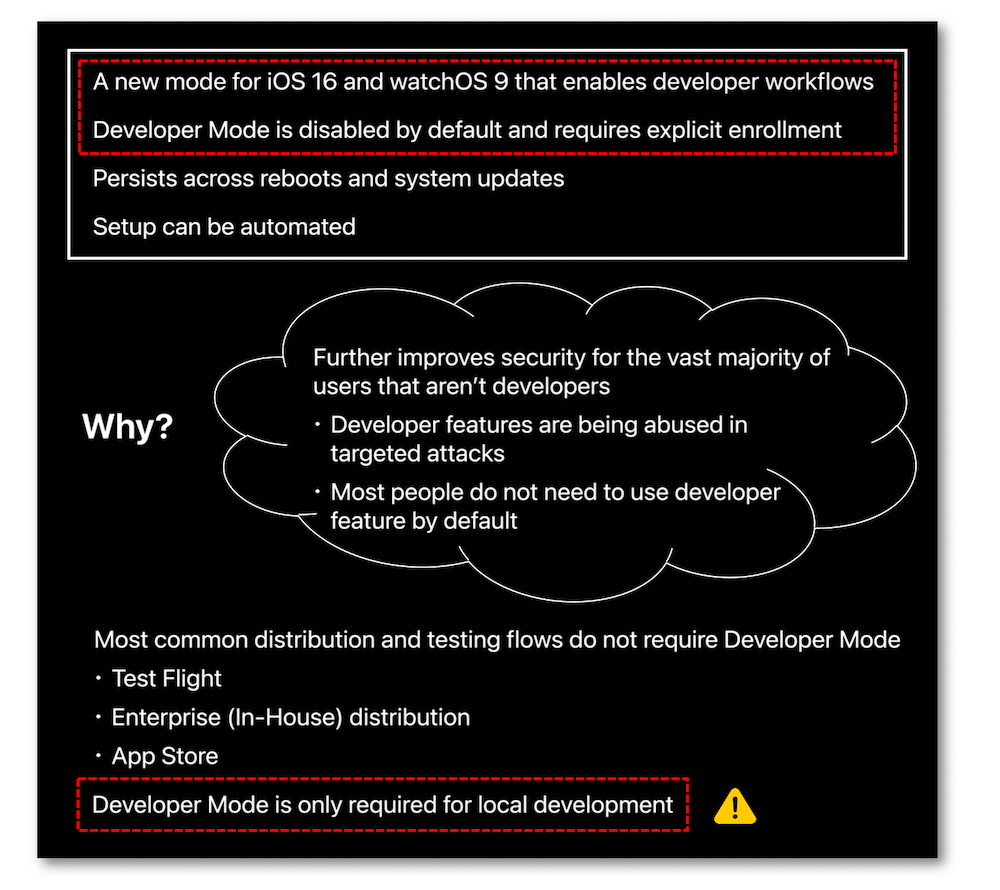 A new mode for iOS 16 and watchOS 9 that enables developer workflows
Developer Mode is disabled by default and requires explicit enrollment
Persists across reboots and system updates
Setup can be automated
Why?
Further improves security for the vast majority of
users that aren’t developers
• Developer features are being abused in
targeted attacks
• Most people do not need to use developer
feature by default
Most common distribution and testing flows do not require Developer Mode
• Test Flight
• Enterprise (In-House) distribution
• App Store
Developer Mode is only required for local development